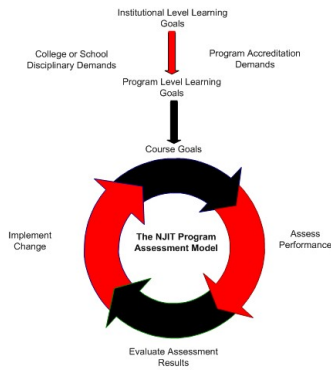 Institutional Level Learning
Goals
College or School
Disciplinary Demands
Program Accreditation
Demands
Program Level Learning
Goals
Course Goals
Implement
Change
The NJIT Program
Assessment Model
Assess
Performance
Evaluate Assessment
Results